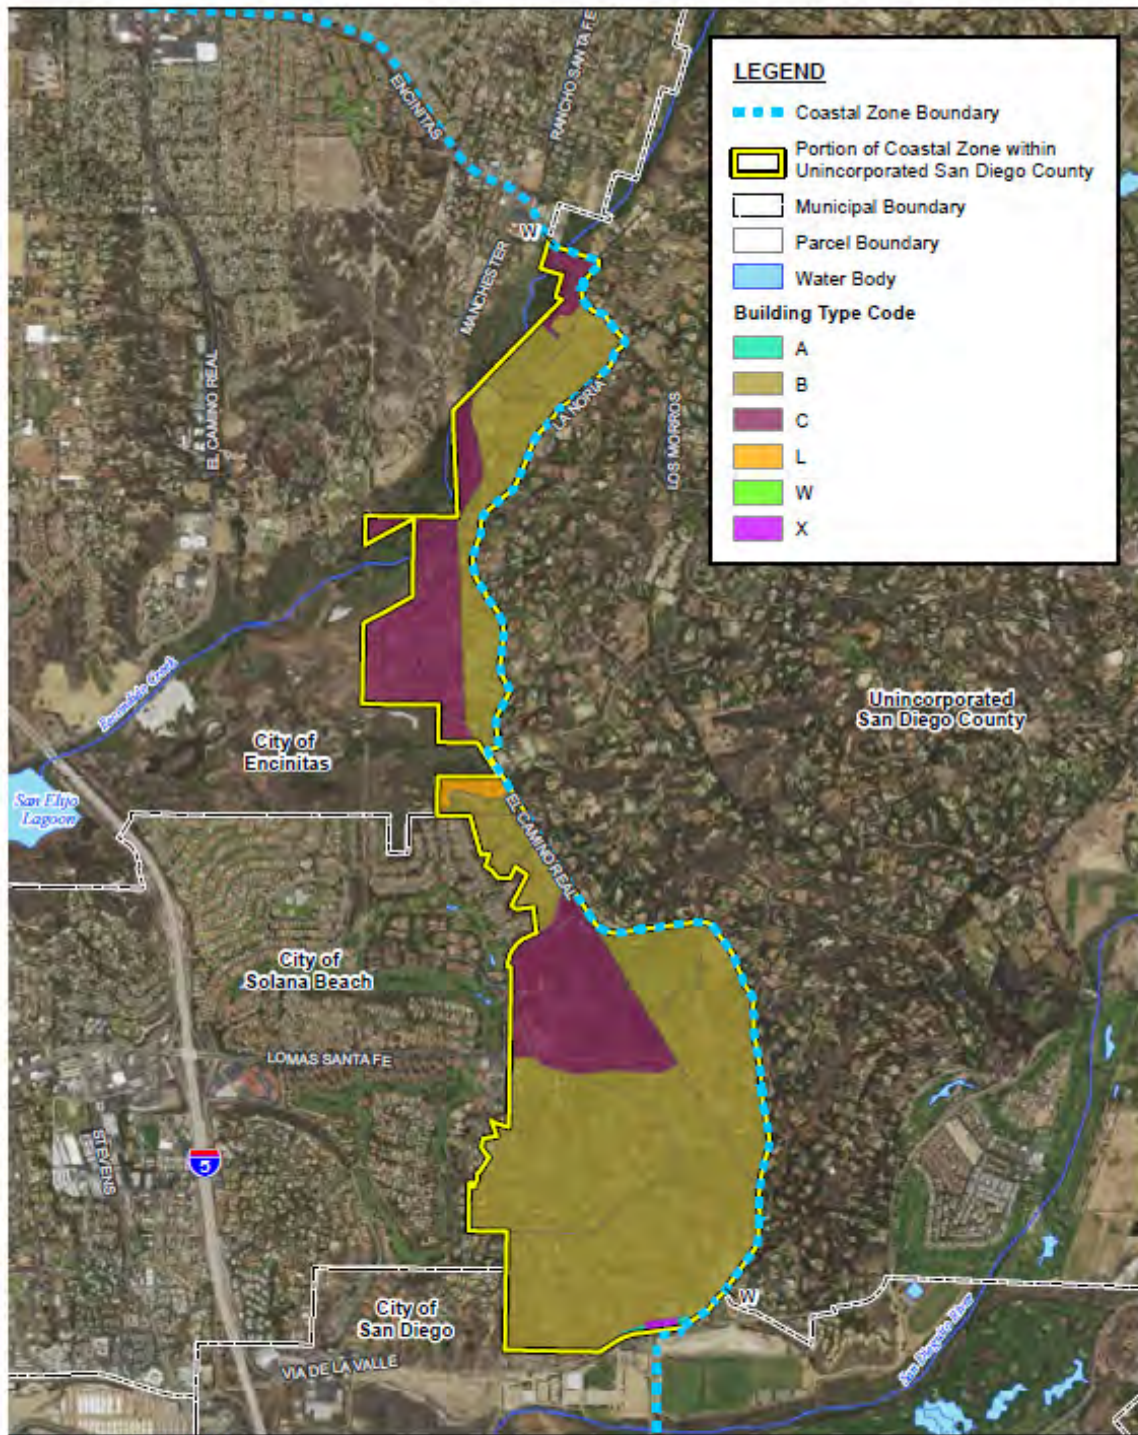 LEGEND
Coastal Zone Boundary
Portion of Coastal Zone within
Unincorporated San Diego County
Municipal Boundary
Parcel Boundary
Water Body
Building Type Code
A
B
C
L
W
X
ENCINITAS
RANCHO SANTA FE
W
MANCHESTER
EL CAMINO REAL
LA NORIA
LOS MORROS
Escondido Creek
Unincorporated
San Diego County
City of
Encinitas
San Elijo
Lagoon
EL CAMINO REAL
City of
Solana Beach
LOMAS SANTA FE
STEVENS
5
W
City of
San Diego
VIA DE LA VALLE
San Dieguito River